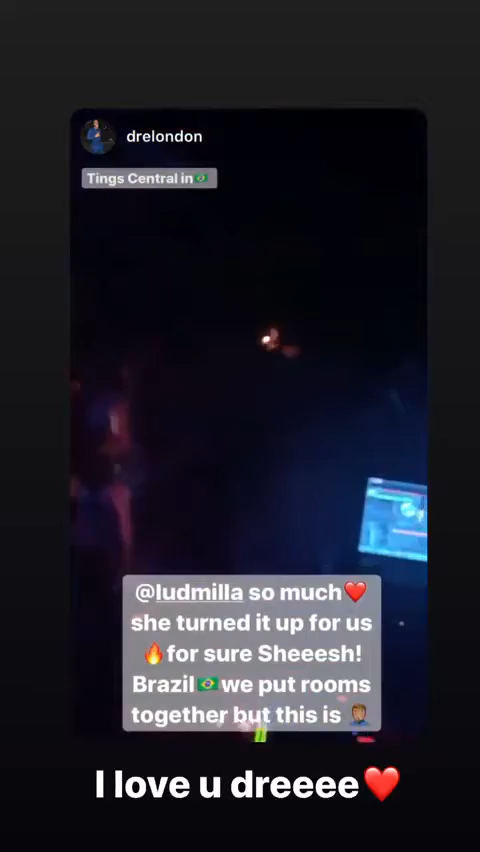 drelondon
Tings Central in🇧🇷
@ludmilla so much❤️
she turned it up for us
🔥for sure Sheeesh!
Brazil🇧🇷we put rooms
together but this is 🤦🏾‍♂️
I love u dreeee❤️